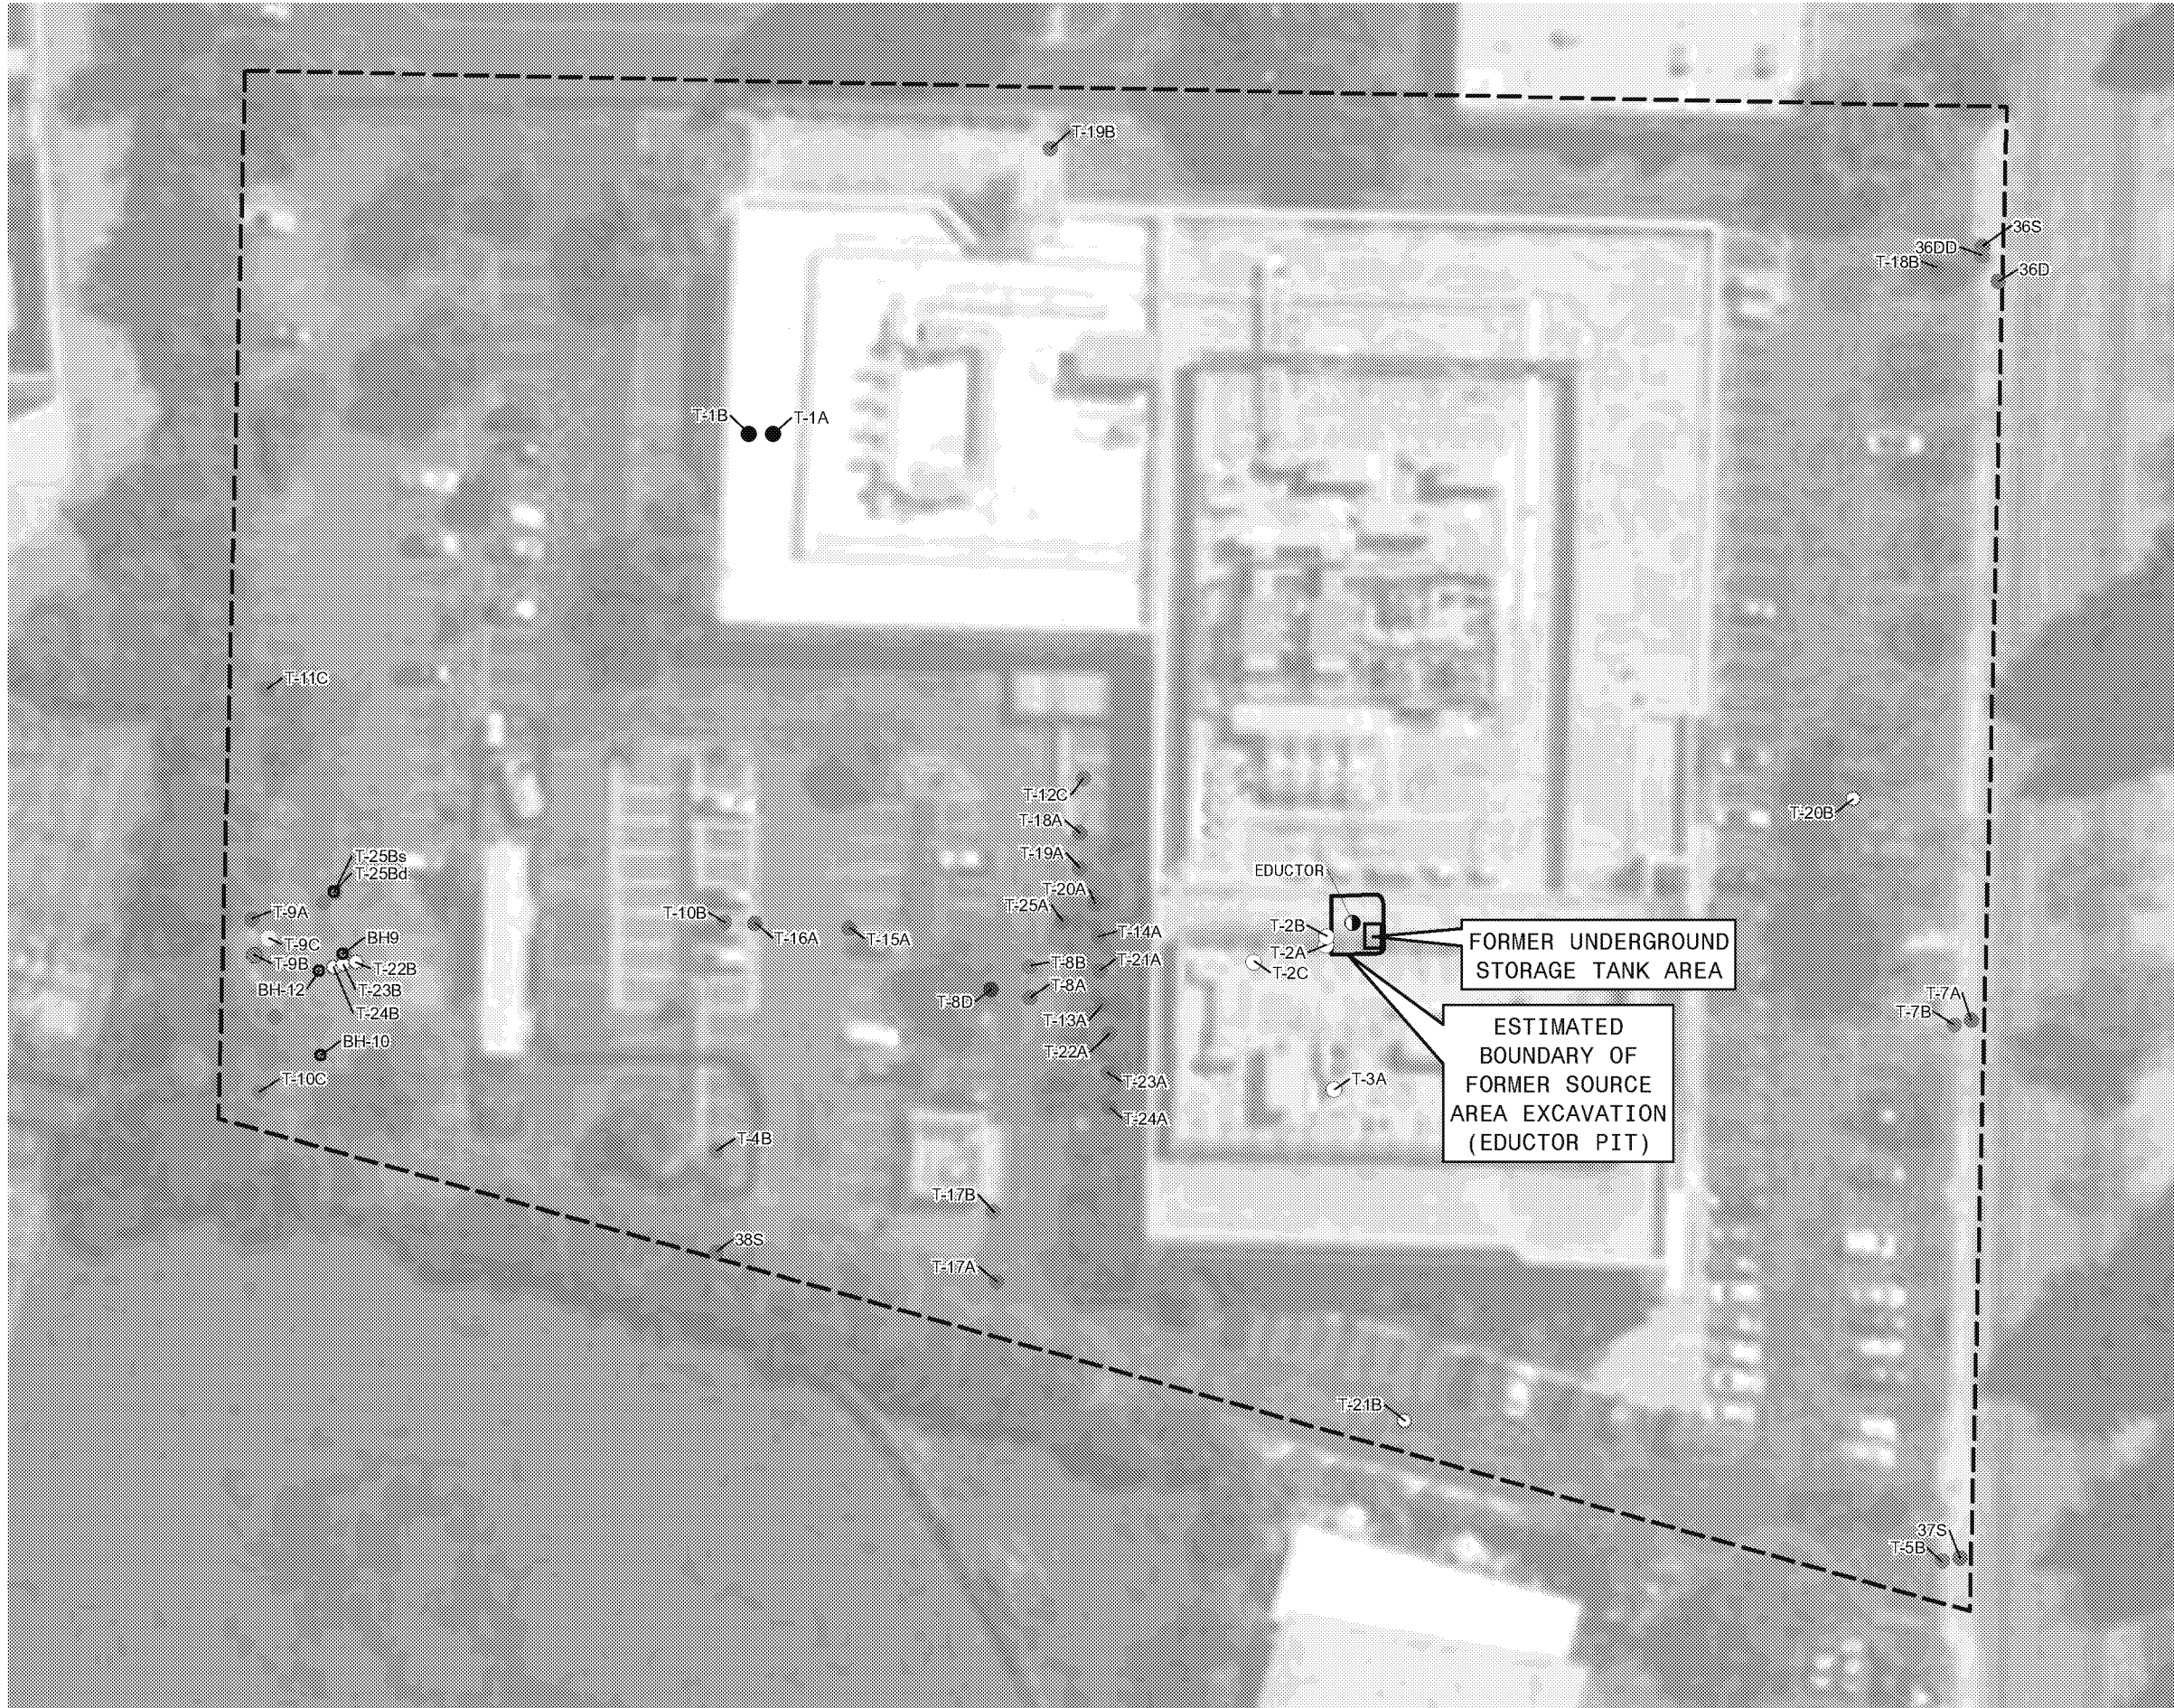 T-19B
36S
36DD
T-18B
36D
T-1B
T-1A
T-11C
T-12C
T-20B
T-18A
T-19A
T-25Bs
T-25Bd
EDUCTOR
T-20A
T-25A
T-9A
T-10B
T-16A
T-15A
T-14A
T-2B
T-2A
T-2C
FORMER UNDERGROUND
STORAGE TANK AREA
T-9C
BH9
T-9B
T-22B
T-8B
T-21A
BH-12
T-23B
T-8A
T-8D
T-24B
T-13A
T-7A
T-7B
ESTIMATED
BOUNDARY OF
FORMER SOURCE
AREA EXCAVATION
(EDUCTOR PIT)
BH-10
T-22A
T-10C
T-23A
T-3A
T-24A
T-4B
T-17B
38S
T-17A
T-21B
37S
T-5B